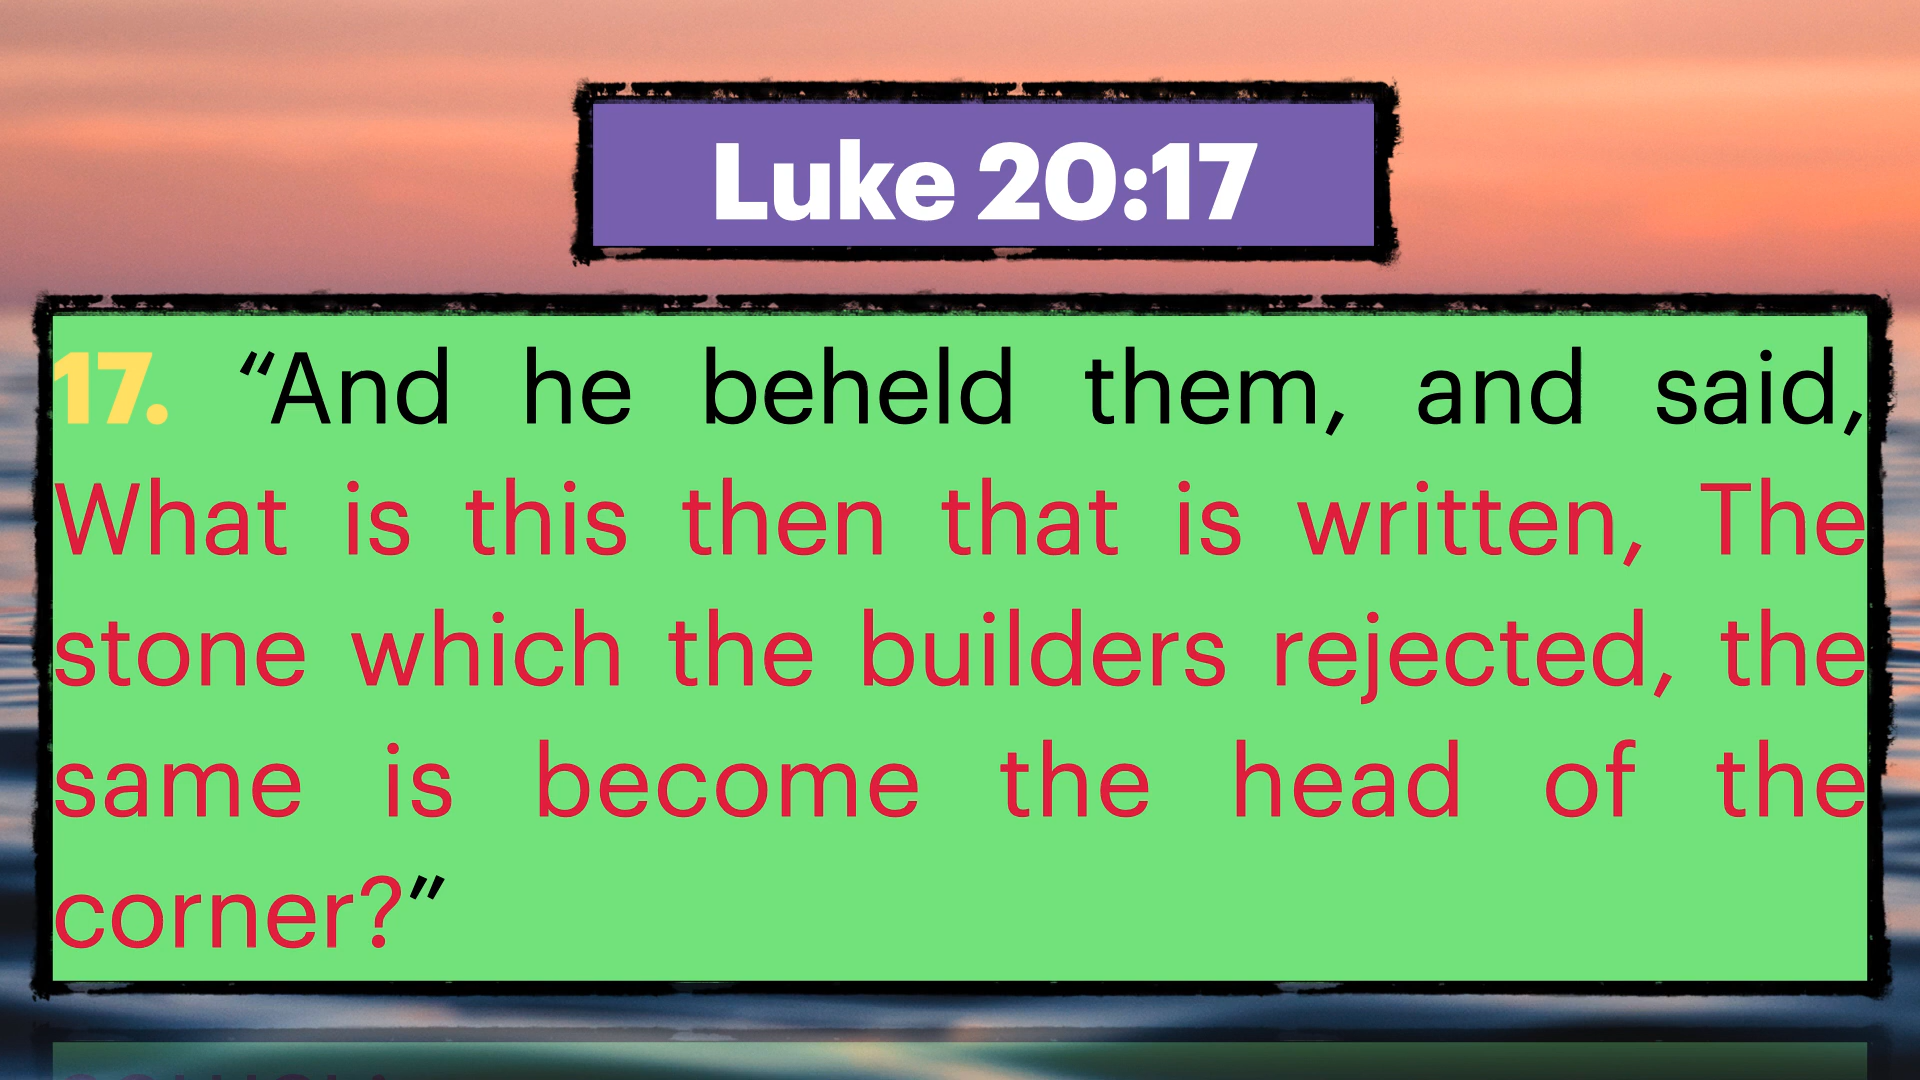 Luke 20:17
17. “And he beheld them, and said,
What is this then that is written, The
stone which the builders rejected, the
same is become the head of the
corner?”